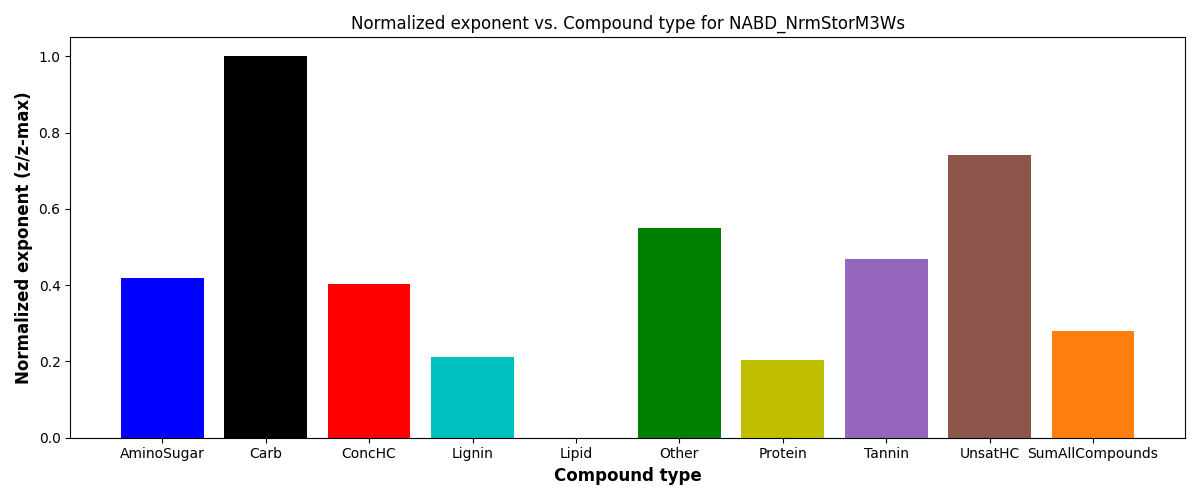 Normalized exponent vs. Compound type for NABD_NrmStorM3Ws
Normalized exponent (z/z-max)
1.0
0.8
0.6
0.4
0.2
0.0
AminoSugar Carb ConcHC Lignin Lipid Other Protein Tannin UnsatHC SumAllCompounds
Compound type